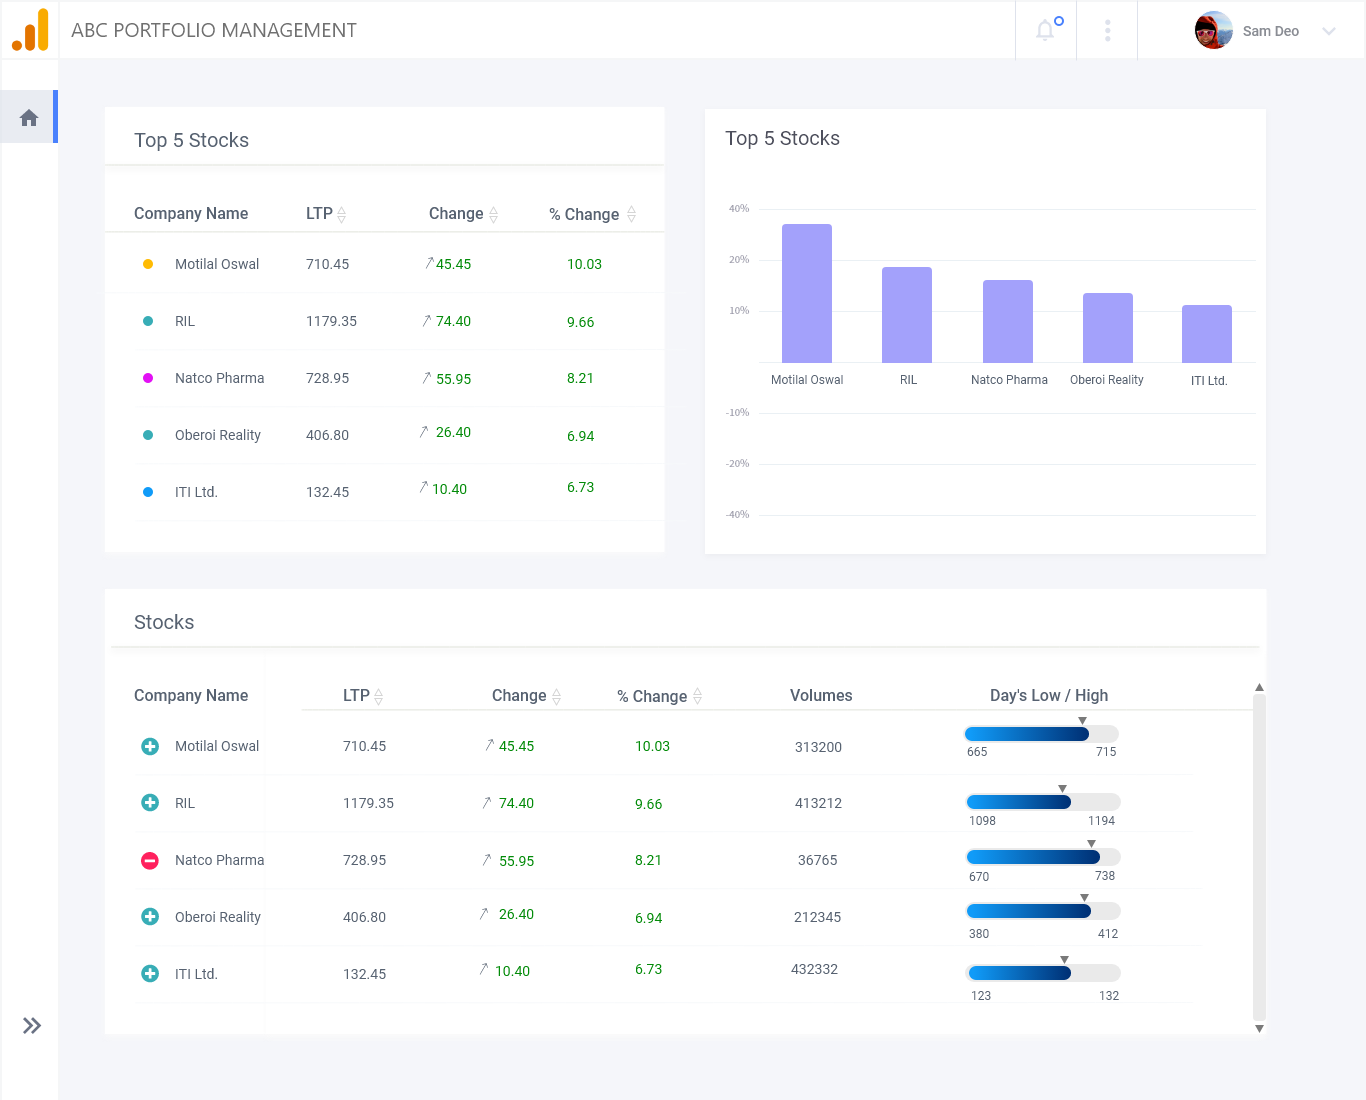 ABC PORTFOLIO MANAGEMENT
Sam Deo
Top 5 Stocks
Company Name LTP Change % Change
Motilal Oswal 710.45 45.45 10.03
RIL 1179.35 74.40 9.66
Natco Pharma 728.95 55.95 8.21
Oberoi Reality 406.80 26.40 6.94
ITI Ltd. 132.45 10.40 6.73
Top 5 Stocks
40%
20%
10%
Motilal Oswal RIL Natco Pharma Oberoi Reality ITI Ltd.
-10%
-20%
-40%
Stocks
Company Name LTP Change % Change Volumes Day's Low / High
Motilal Oswal 710.45 45.45 10.03 313200 665 715
RIL 1179.35 74.40 9.66 413212 1098 1194
Natco Pharma 728.95 55.95 8.21 36765 670 738
Oberoi Reality 406.80 26.40 6.94 212345 380 412
ITI Ltd. 132.45 10.40 6.73 432332 123 132